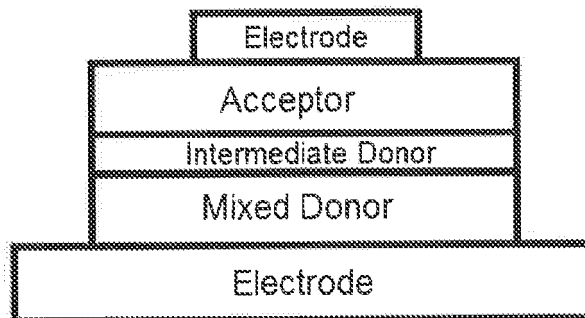 Electrode
Acceptor
Intermediate Donor
Mixed Donor
Electrode